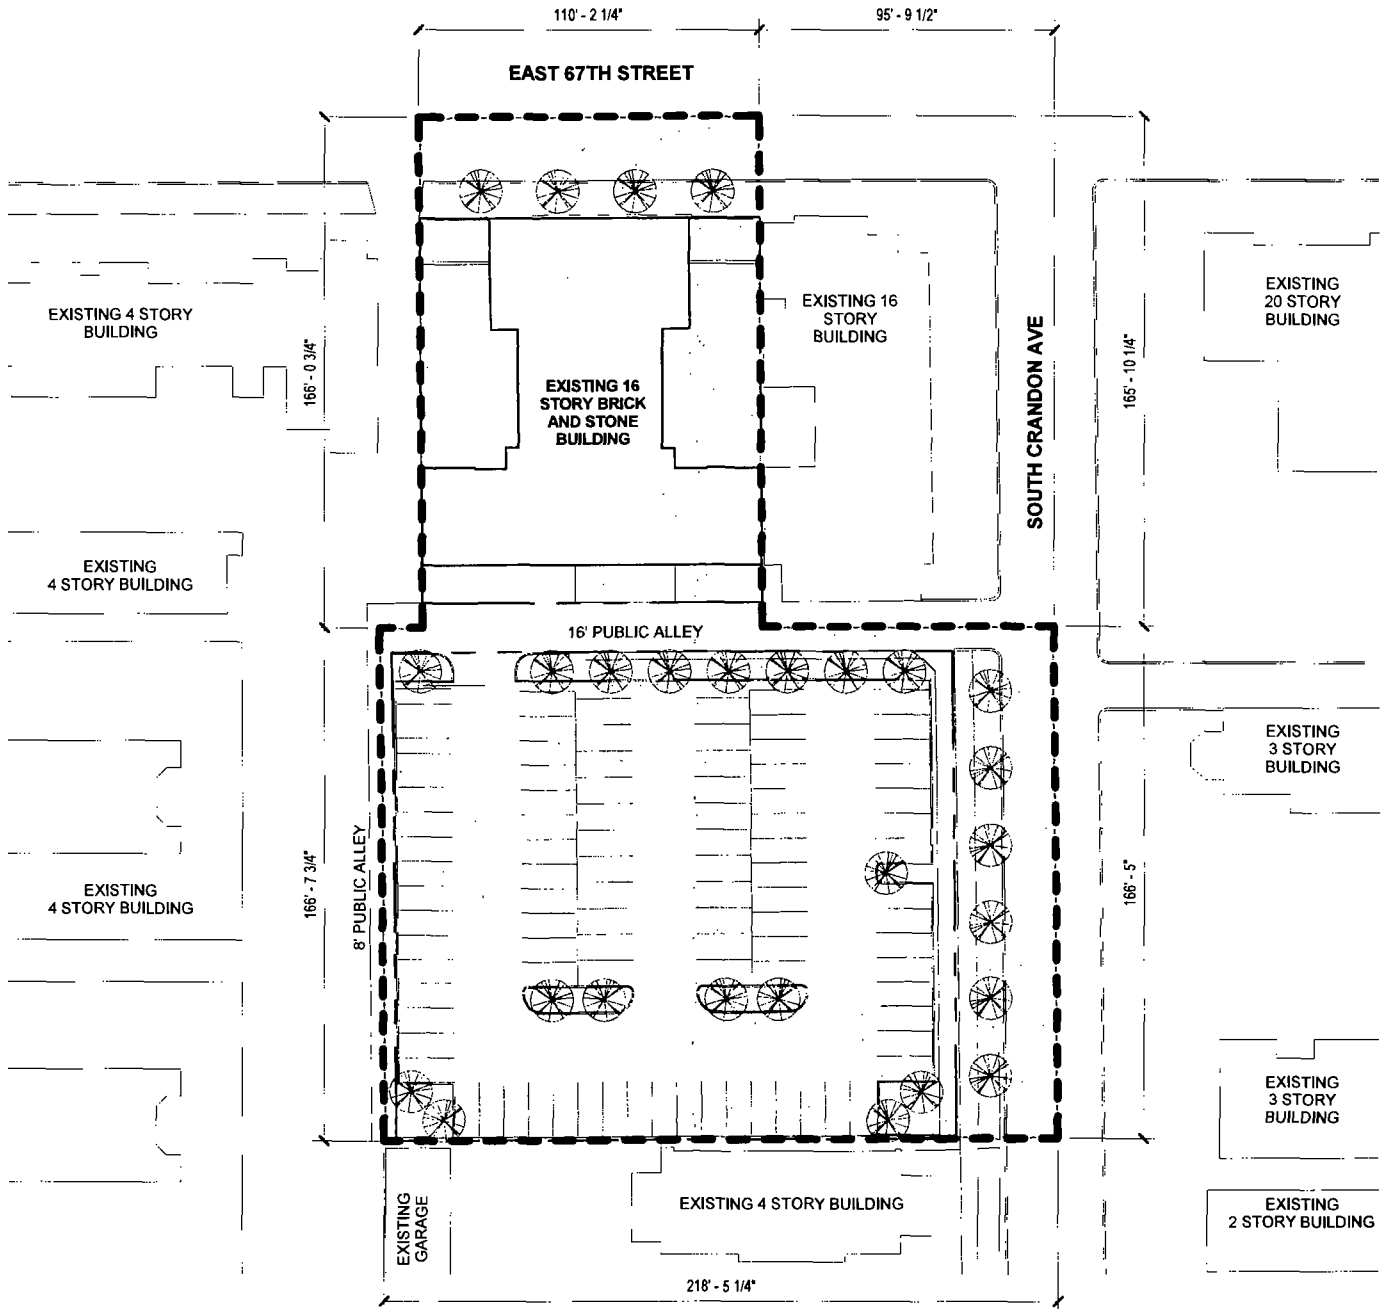 110' - 2 1/4"
95' - 9 1/2"
EAST 67TH STREET
EXISTING 4 STORY
BUILDING
166' - 0 3/4"
EXISTING 16
STORY BRICK
AND STONE
BUILDING
EXISTING 16
STORY
BUILDING
SOUTH CRANDON AVE
165' - 10 1/4"
EXISTING
20 STORY
BUILDING
EXISTING
4 STORY BUILDING
16' PUBLIC ALLEY
EXISTING
3 STORY
BUILDING
EXISTING
4 STORY BUILDING
166' - 7 3/4"
8' PUBLIC ALLEY
166' - 5"
EXISTING
3 STORY
BUILDING
EXISTING
GARAGE
EXISTING 4 STORY BUILDING
EXISTING
2 STORY BUILDING
218' - 5 1/4"